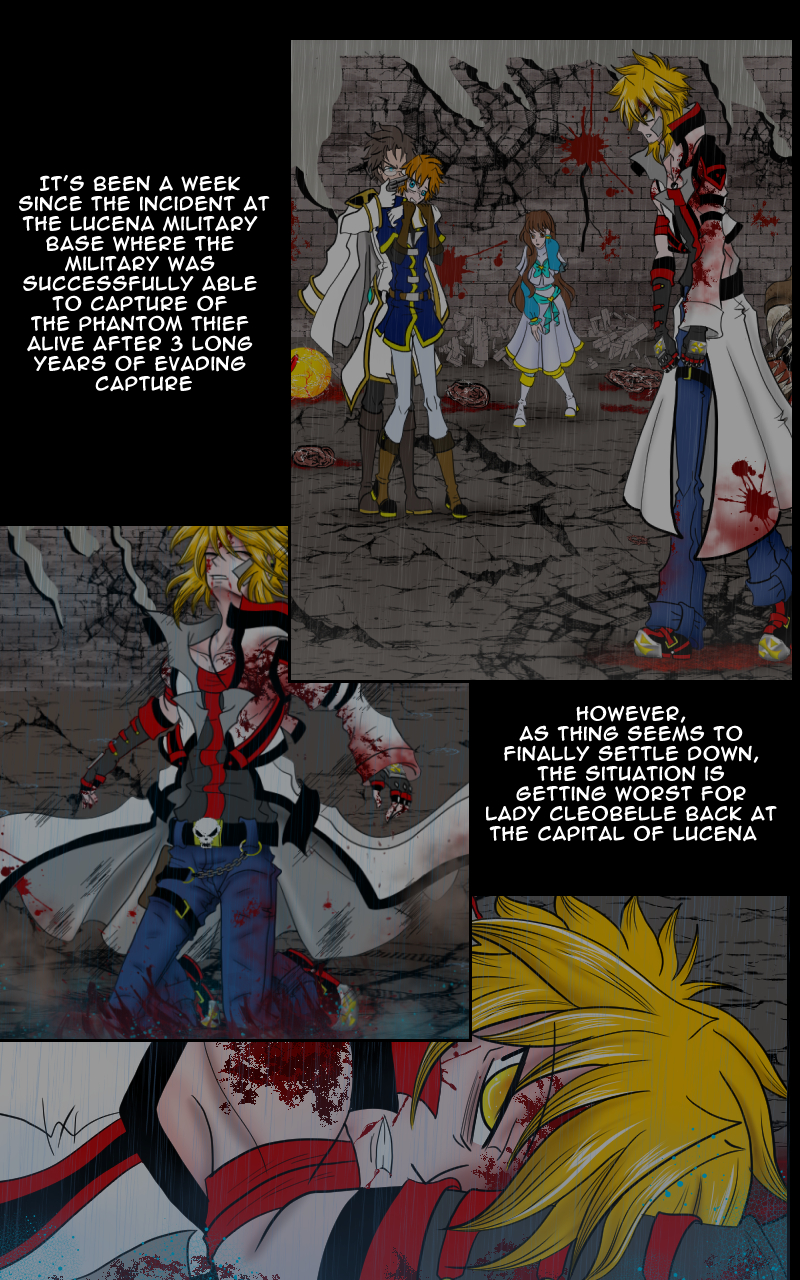 IT'S BEEN A WEEK
SINCE THE INCIDENT AT
THE LUCENA MILITARY
BASE WHERE THE
MILITARY WAS
SUCCESSFULLY ABLE
TO CAPTURE OF
THE PHANTOM THIEF
ALIVE AFTER 3 LONG
YEARS OF EVADING
CAPTURE
HOWEVER,
AS THING SEEMS TO
FINALLY SETTLE DOWN,
THE SITUATION IS
GETTING WORST FOR
LADY CLEOBELLE BACK AT
THE CAPITAL OF LUCENA